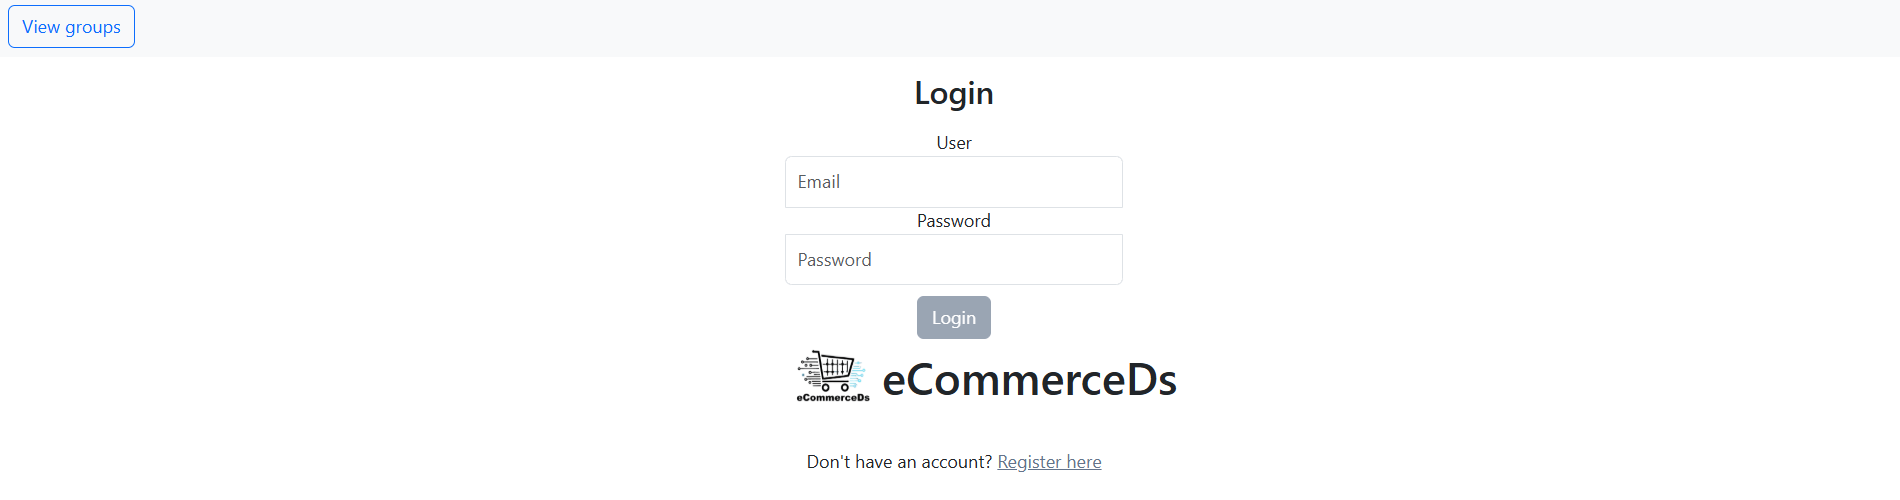 View groups
Login
User
Email
Password
Password
Login
eCommerceDs
eCommerceDs
Don't have an account? Register here